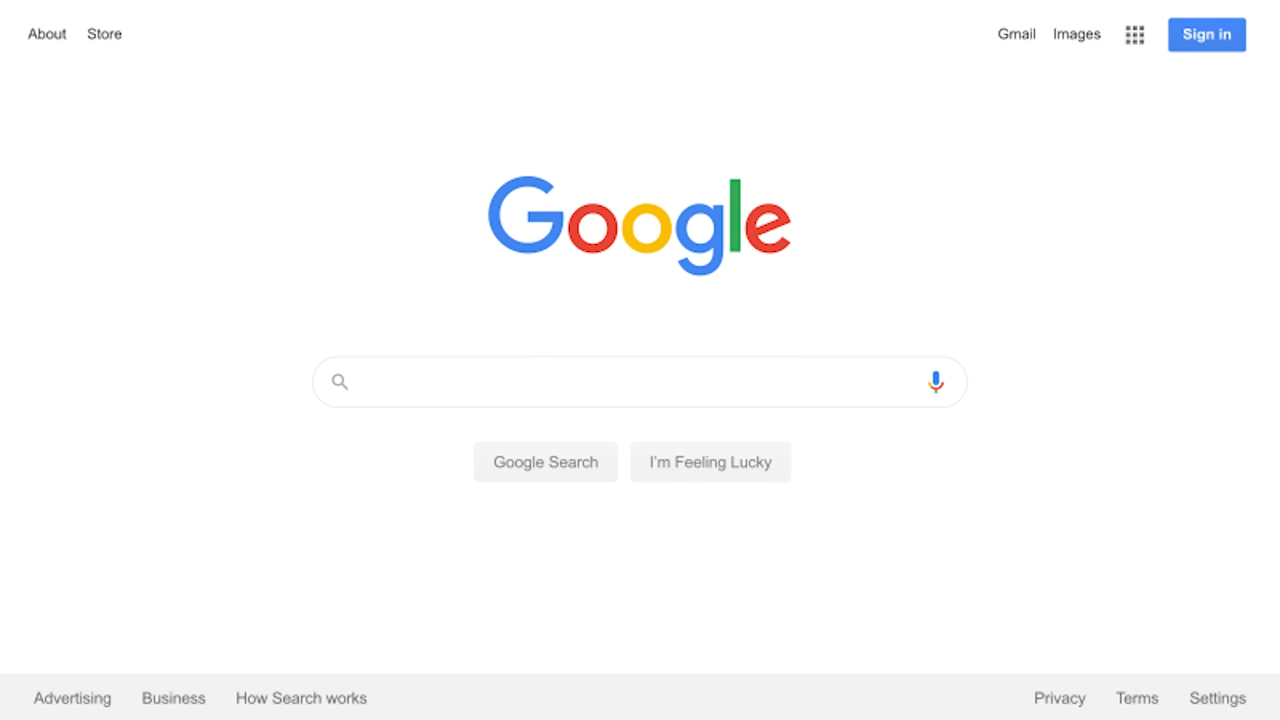 About Store Gmail Images Sign in
Google
Google Search I'm Feeling Lucky
Advertising Business How Search works Privacy Terms Settings